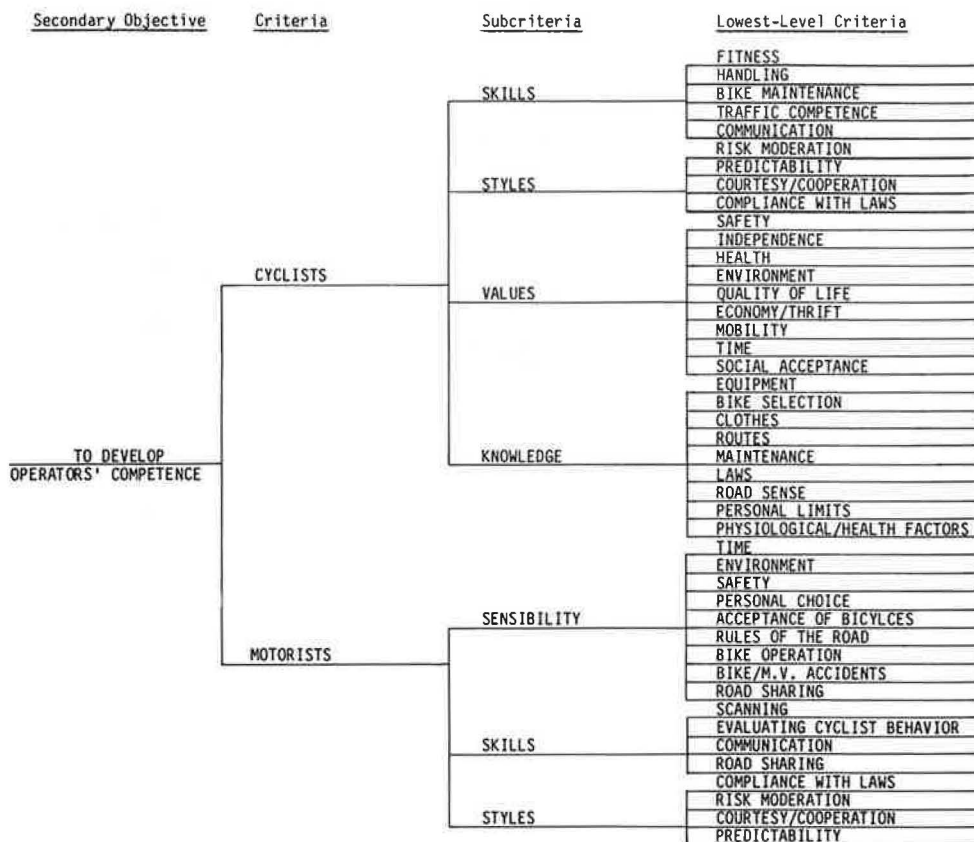 Secondary Objective Criteria Subcriteria Lowest-Level Criteria
FITNESS
HANDLING
SKILLS BIKE MAINTENANCE
TRAFFIC COMPETENCE
COMMUNICATION
RISK MODERATION
PREDICTABILITY
STYLES COURTESY/COOPERATION
COMPLIANCE WITH LAWS
SAFETY
INDEPENDENCE
HEALTH
CYCLISTS ENVIRONMENT
VALUES QUALITY OF LIFE
ECONOMY/THRIFT
MOBILITY
TIME
SOCIAL ACCEPTANCE
EQUIPMENT
BIKE SELECTION
CLOTHES
ROUTES
TO DEVELOP KNOWLEDGE MAINTENANCE
OPERATORS' COMPETENCE LAWS
ROAD SENSE
PERSONAL LIMITS
PHYSIOLOGICAL/HEALTH FACTORS
TIME
ENVIRONMENT
SAFETY
PERSONAL CHOICE
SENSIBILITY ACCEPTANCE OF BICYLCES
RULES OF THE ROAD
MOTORISTS BIKE OPERATION
BIKE/M.V. ACCIDENTS
ROAD SHARING
SCANNING
EVALUATING CYCLIST BEHAVIOR
SKILLS COMMUNICATION
ROAD SHARING
COMPLIANCE WITH LAWS
RISK MODERATION
STYLES COURTESY/COOPERATION
PREDICTABILITY